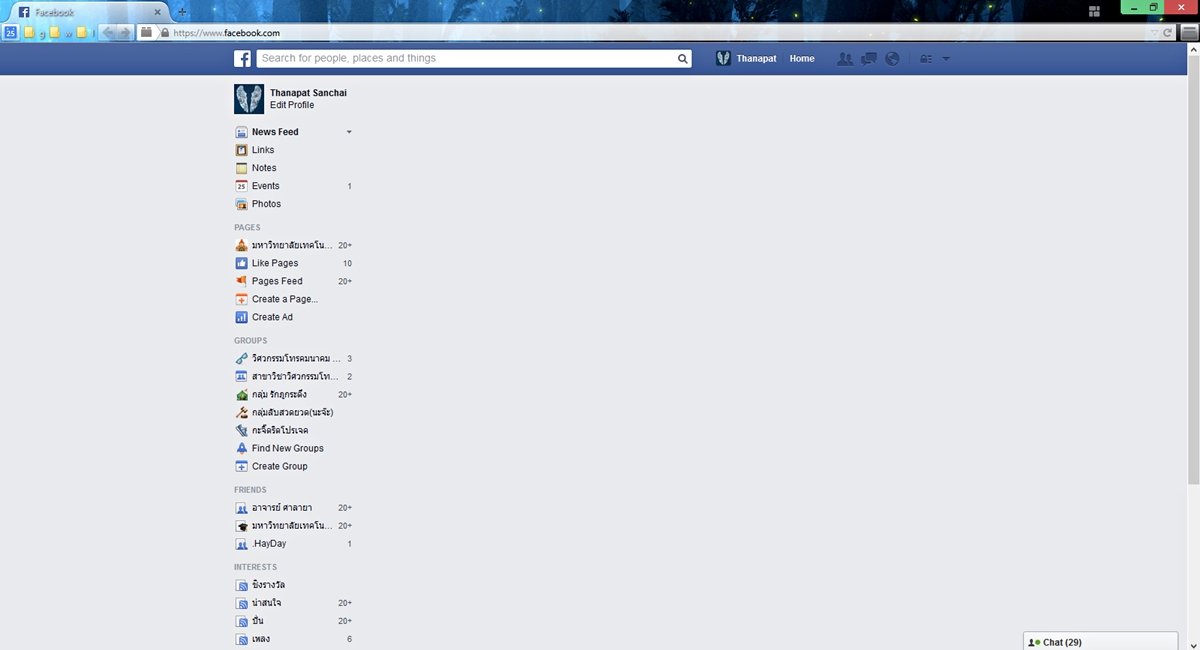 Facebook
25
g
w
l
https://www.facebook.com
Search for people, places and things
Thanapat
Home
Thanapat Sanchai
Edit Profile
News Feed
Links
Notes
25 Events 1
Photos
PAGES
มหาวิทยาลัยเทคโน... 20+
Like Pages 10
Pages Feed 20+
Create a Page...
Create Ad
GROUPS
วิศวกรรมโทรคมนาคม ... 3
สาขาวิชาวิศวกรรมโท... 2
กลุ่ม รักภูกระดึง 20+
กลุ่มลับสวดยวด(นะจ๊ะ)
กะจิ๊ดริดโปรเจค
Find New Groups
Create Group
FRIENDS
อาจารย์ ศาลายา 20+
มหาวิทยาลัยเทคโน... 20+
.HayDay 1
INTERESTS
ชิงรางวัล
น่าสนใจ 20+
ปั่น 20+
เพลง 6
Chat (29)